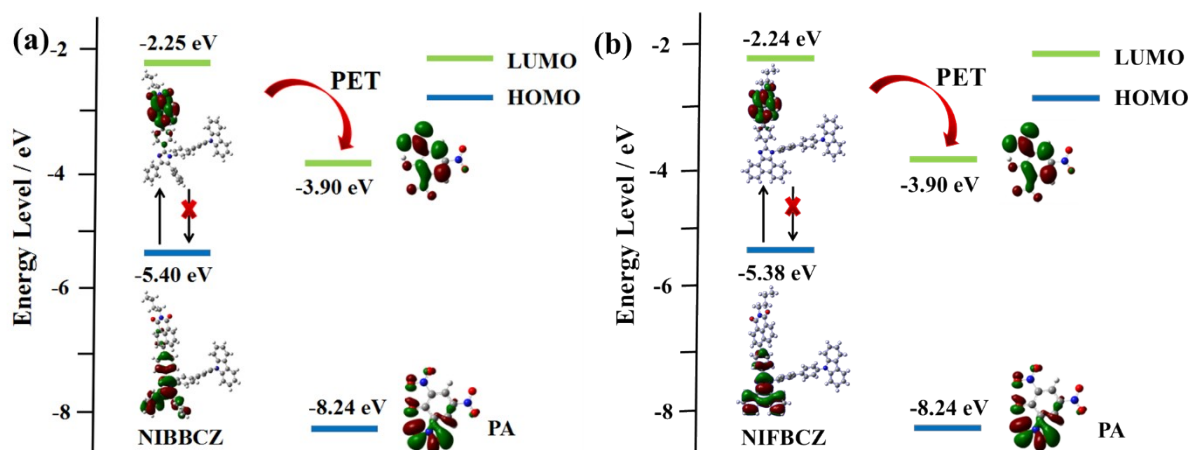 (a)
Energy Level / eV
-2
-4
-6
-8
−2.25 eV
PET
LUMO
HOMO
-3.90 eV
-5.40 eV
-8.24 eV
PA
NIBBCZ
(b)
Energy Level / eV
-2
-4
-6
-8
−2.24 eV
PET
LUMO
HOMO
-3.90 eV
-5.38 eV
-8.24 eV
PA
NIFBCZ